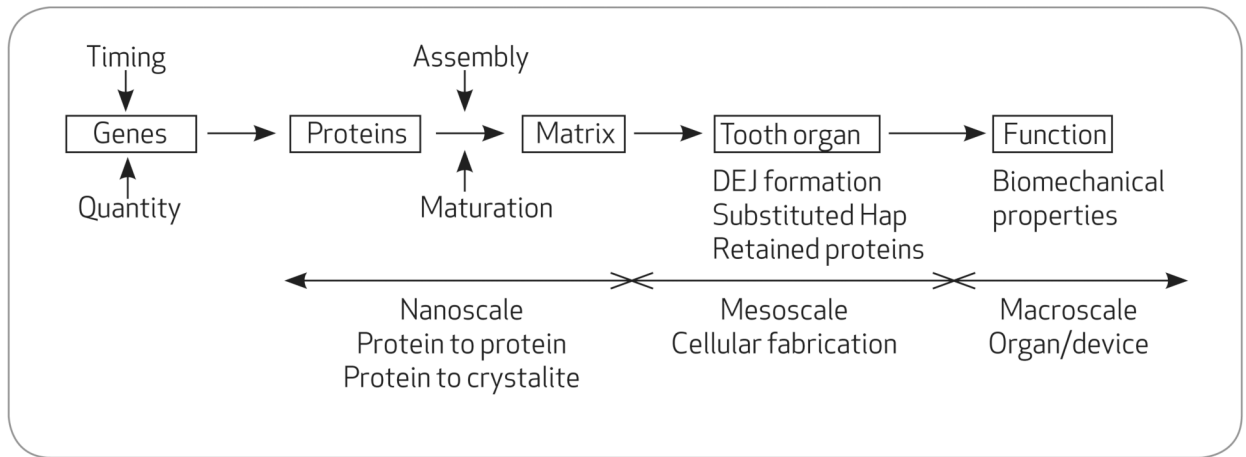 Timing
Assembly
Genes
Proteins
Matrix
Tooth organ
Function
Quantity
Maturation
DEJ formation
Substituted Hap
Retained proteins
Biomechanical
properties
Nanoscale
Protein to protein
Protein to crystalite
Mesoscale
Cellular fabrication
Macroscale
Organ/device